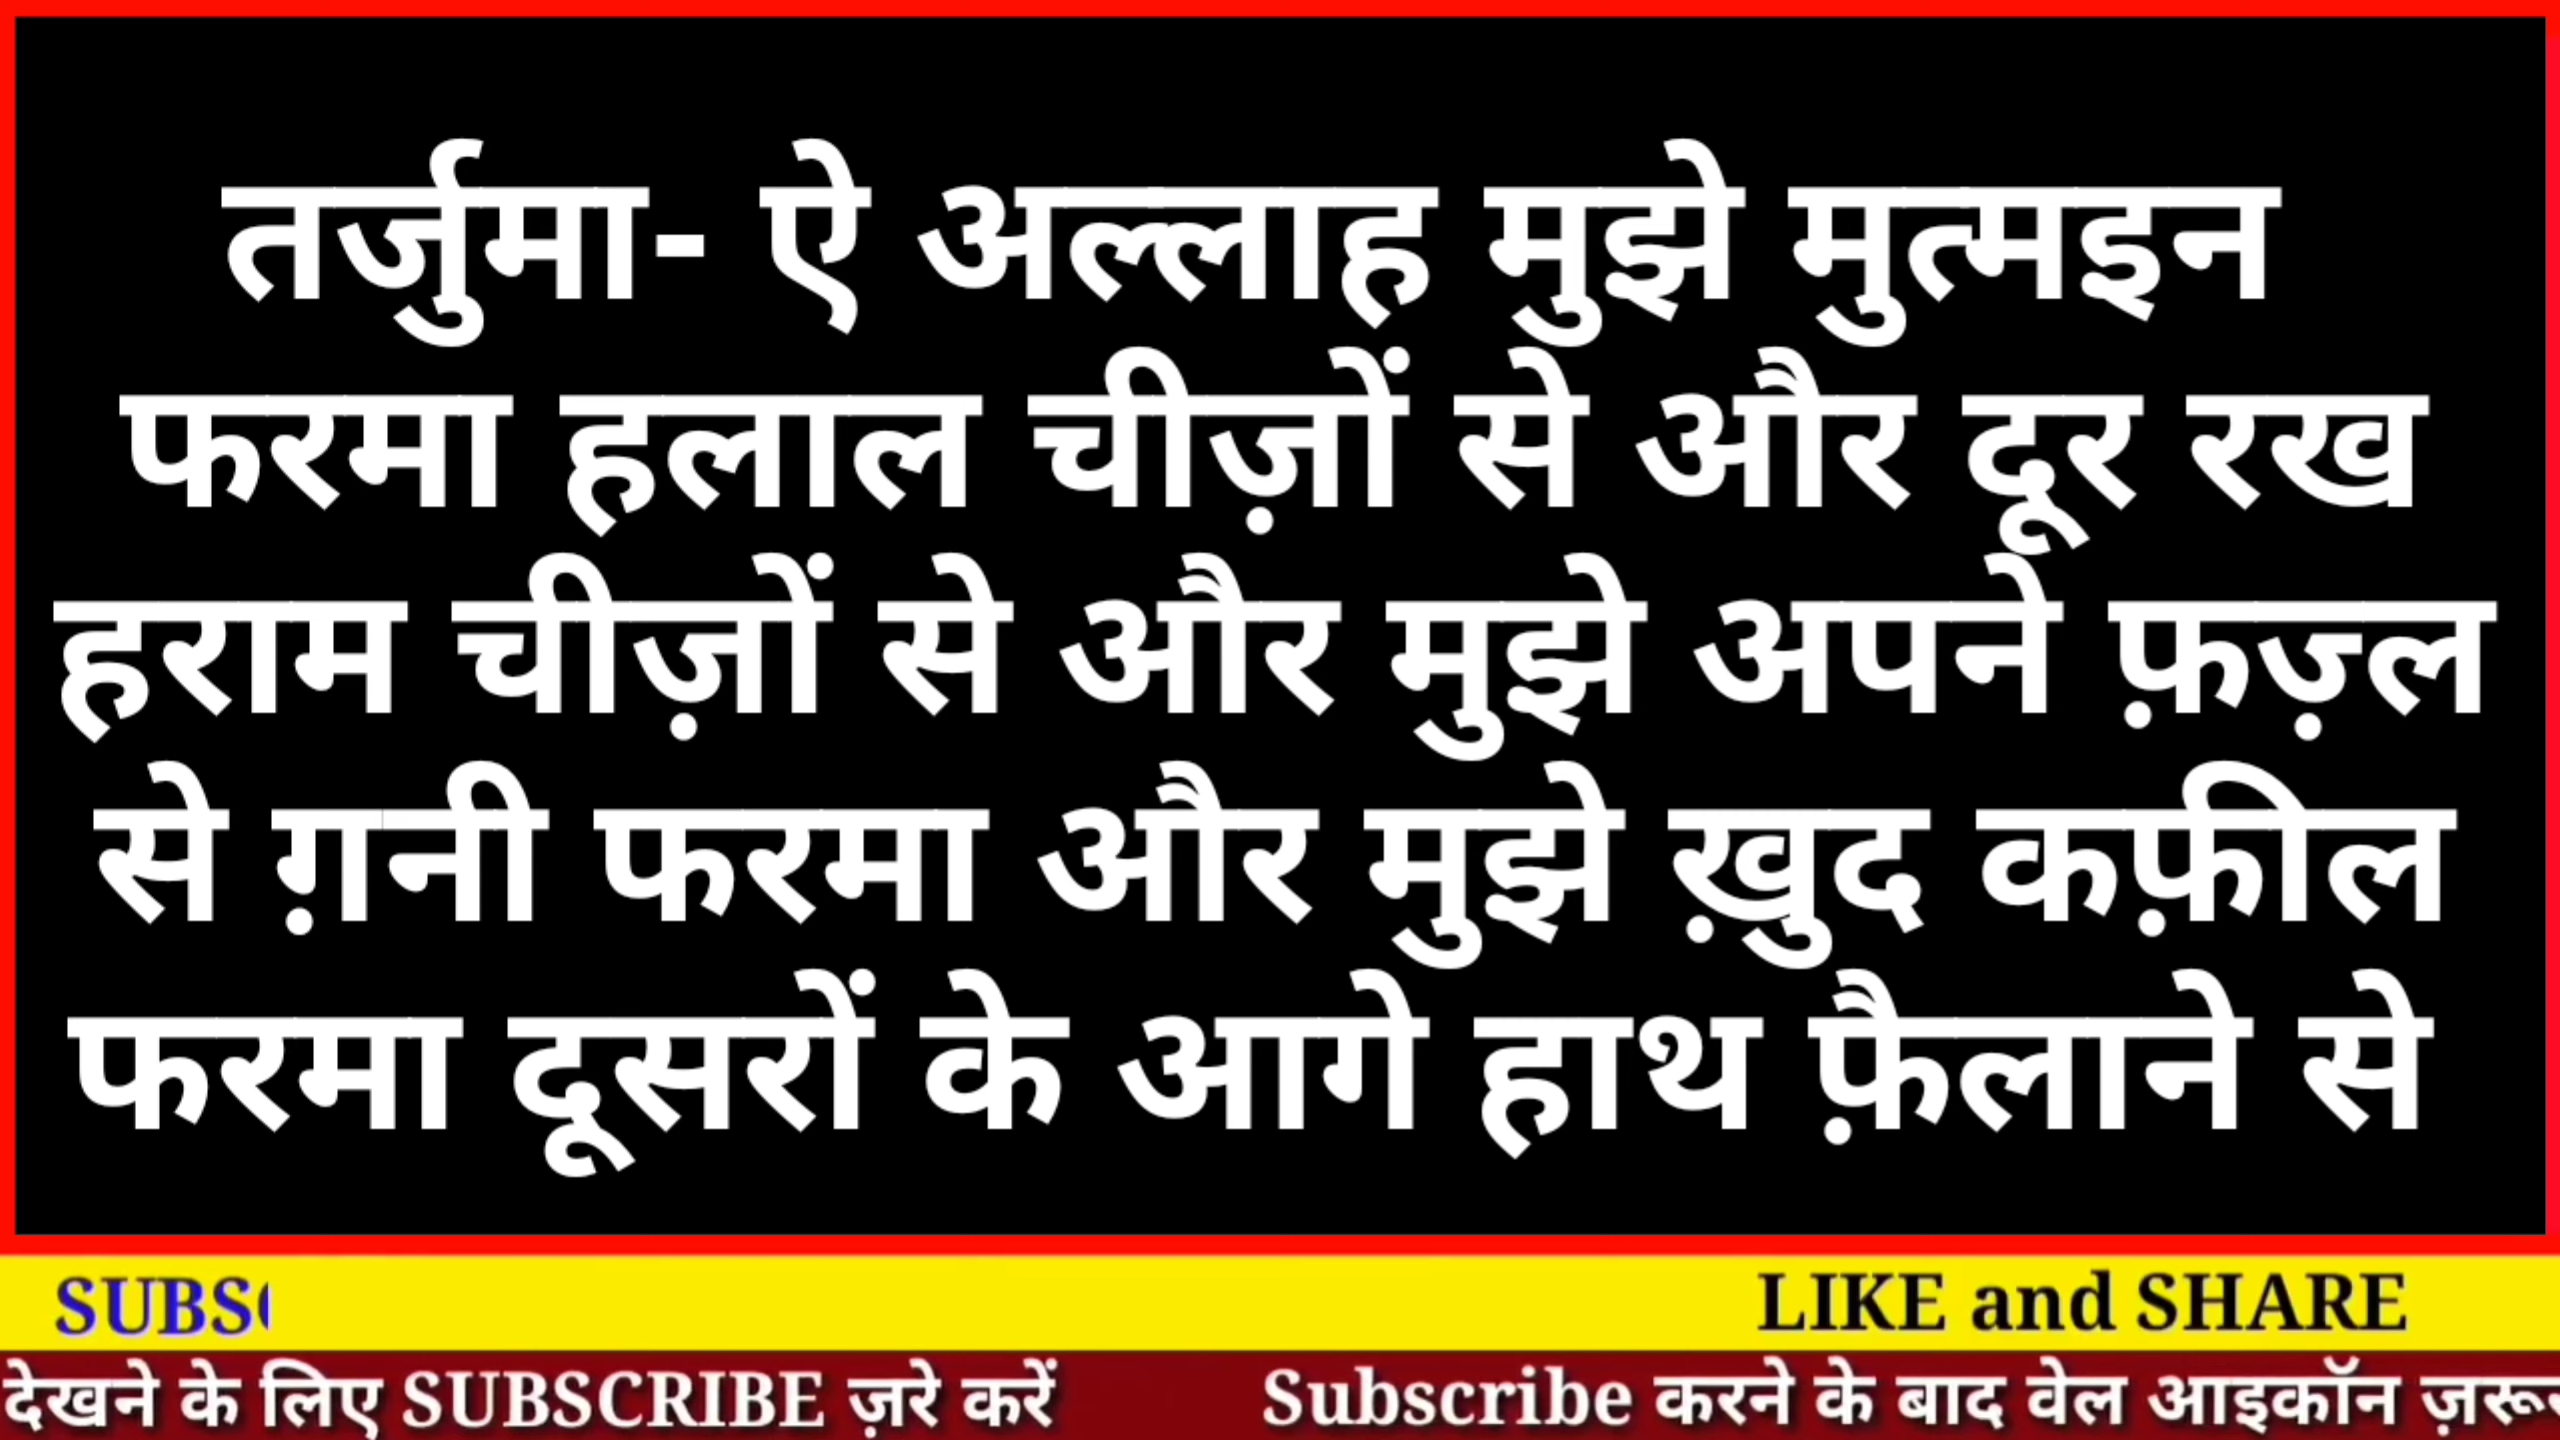 तर्जुमा- ऐ अल्लाह मुझे मुत्मइन
फरमा हलाल चीज़ों से और दूर रख
हराम चीज़ों से और मुझे अपने फ़ज़्ल
से ग़नी फरमा और मुझे ख़ुद कफ़ील
फरमा दूसरों के आगे हाथ फ़ैलाने से
SUBS LIKE and SHARE
देखने के लिए SUBSCRIBE ज़रे करें Subscribe करने के बाद वेल आइकॉन